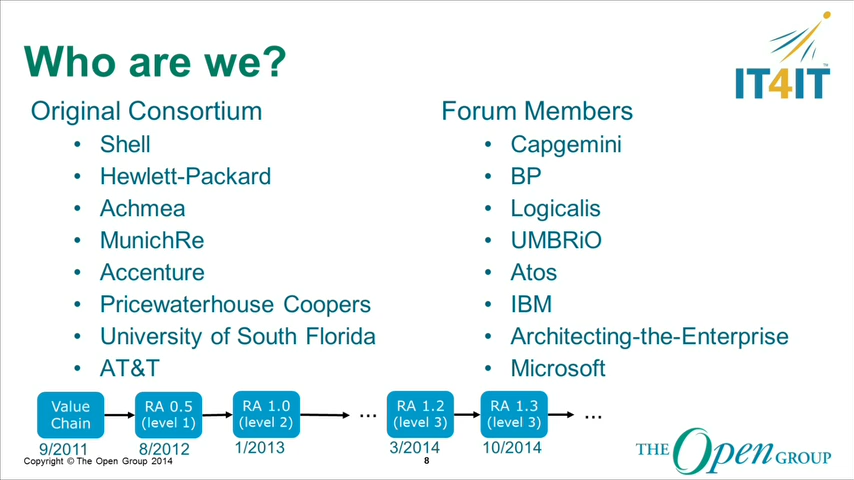 Who are we?
IT4IT™
Original Consortium
• Shell
• Hewlett-Packard
• Achmea
• MunichRe
• Accenture
• Pricewaterhouse Coopers
• University of South Florida
• AT&T
Forum Members
• Capgemini
• BP
• Logicalis
• UMBRiO
• Atos
• IBM
• Architecting-the-Enterprise
• Microsoft
Value
Chain
9/2011
RA 0.5
(level 1)
8/2012
RA 1.0
(level 2)
1/2013
...
RA 1.2
(level 3)
3/2014
RA 1.3
(level 3)
10/2014
...
Copyright © The Open Group 2014
8
THE Open GROUP